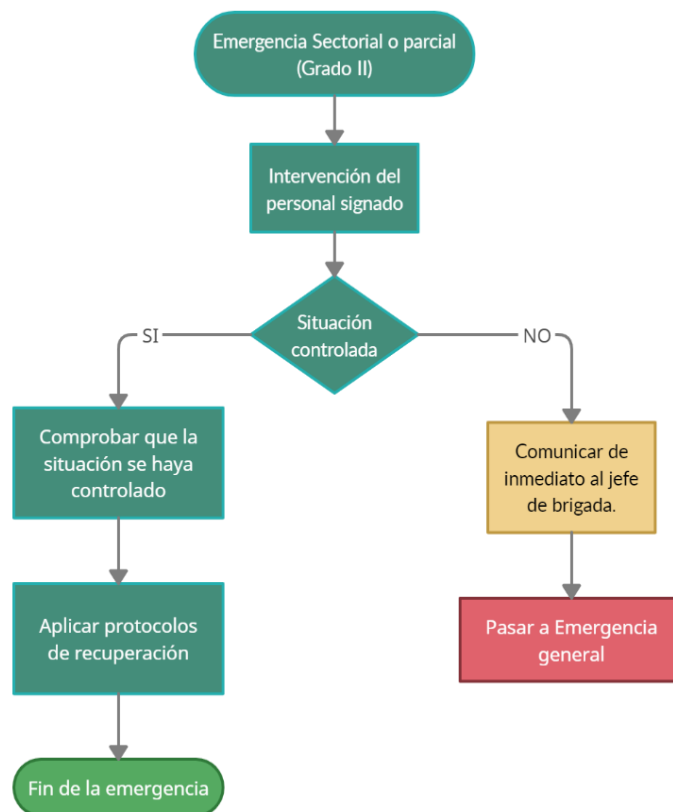 Emergencia Sectorial o parcial
(Grado II)
Intervención del
personal signado
Situación
controlada
SI
NO
Comprobar que la
situación se haya
controlado
Comunicar de
inmediato al jefe
de brigada.
Aplicar protocolos
de recuperación
Pasar a Emergencia
general
Fin de la emergencia